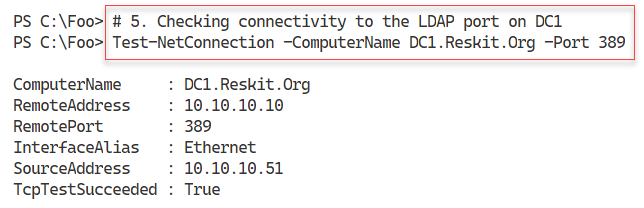 PS C:\Foo> # 5. Checking connectivity to the LDAP port on DC1
PS C:\Foo> Test-NetConnection -ComputerName DC1.Reskit.Org -Port 389
ComputerName     : DC1.Reskit.Org
RemoteAddress    : 10.10.10.10
RemotePort       : 389
InterfaceAlias   : Ethernet
SourceAddress    : 10.10.10.51
TcpTestSucceeded : True